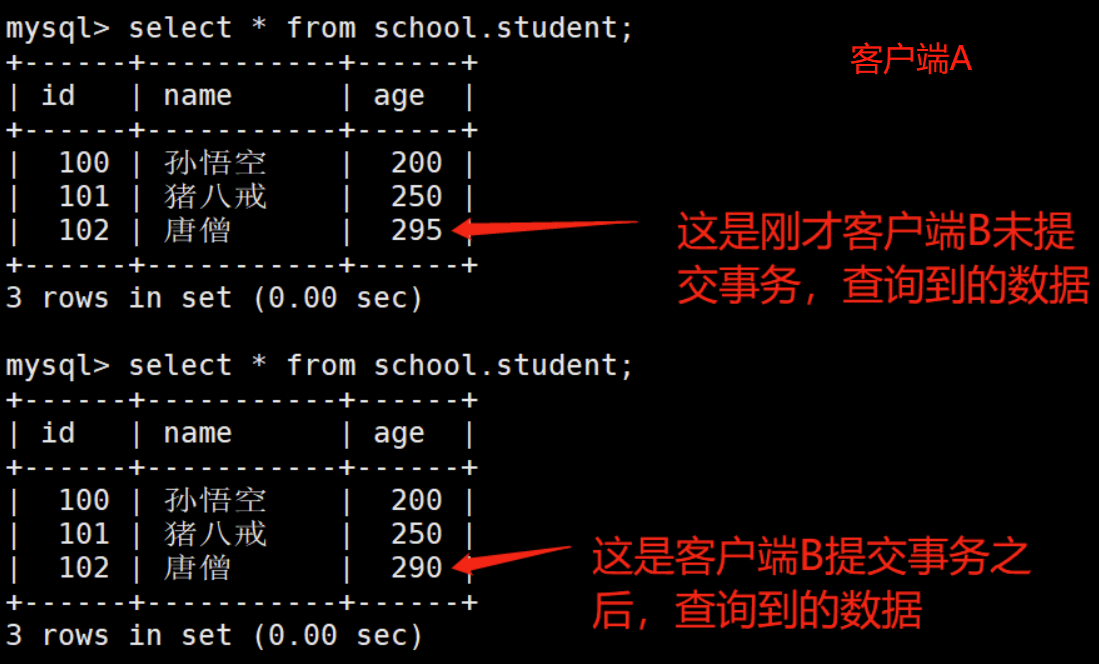 mysql> select * from school.student;
客户端A
+------+-----------+------+
| id   | name      | age  |
+------+-----------+------+
|  100 | 孙悟空    |  200 |
|  101 | 猪八戒    |  250 |
|  102 | 唐僧      |  295 |
+------+-----------+------+
这是刚才客户端B未提
交事务，查询到的数据
3 rows in set (0.00 sec)
mysql> select * from school.student;
+------+-----------+------+
| id   | name      | age  |
+------+-----------+------+
|  100 | 孙悟空    |  200 |
|  101 | 猪八戒    |  250 |
|  102 | 唐僧      |  290 |
+------+-----------+------+
这是客户端B提交事务之
后，查询到的数据
3 rows in set (0.00 sec)